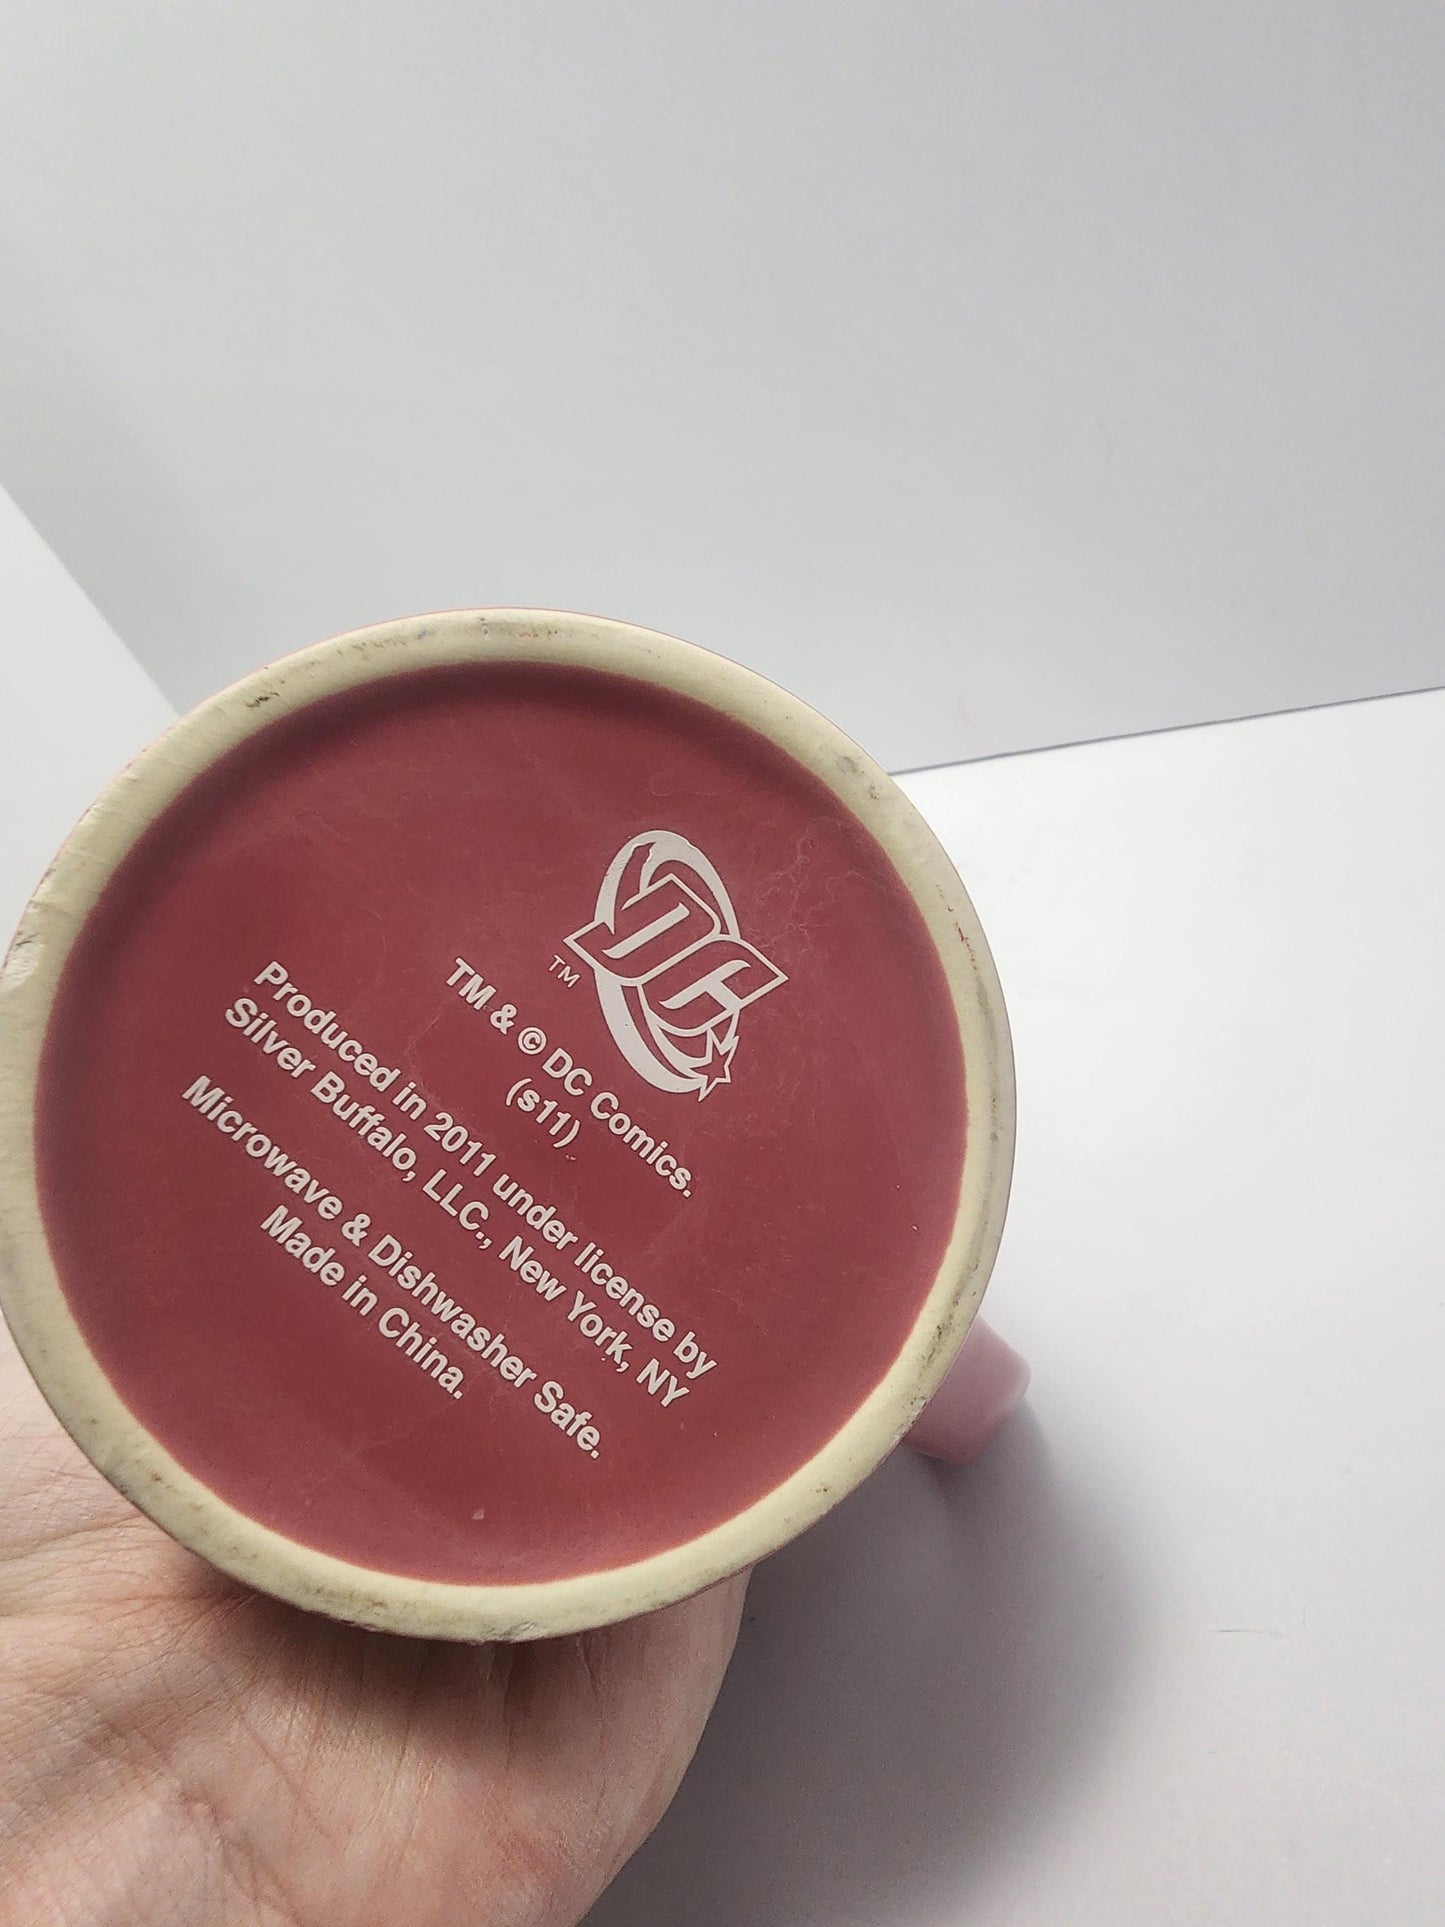 DC
TM
TM & © DC Comics.
(s11)
Produced in 2011 under license by
Silver Buffalo, LLC., New York, NY
Microwave & Dishwasher Safe.
Made in China.